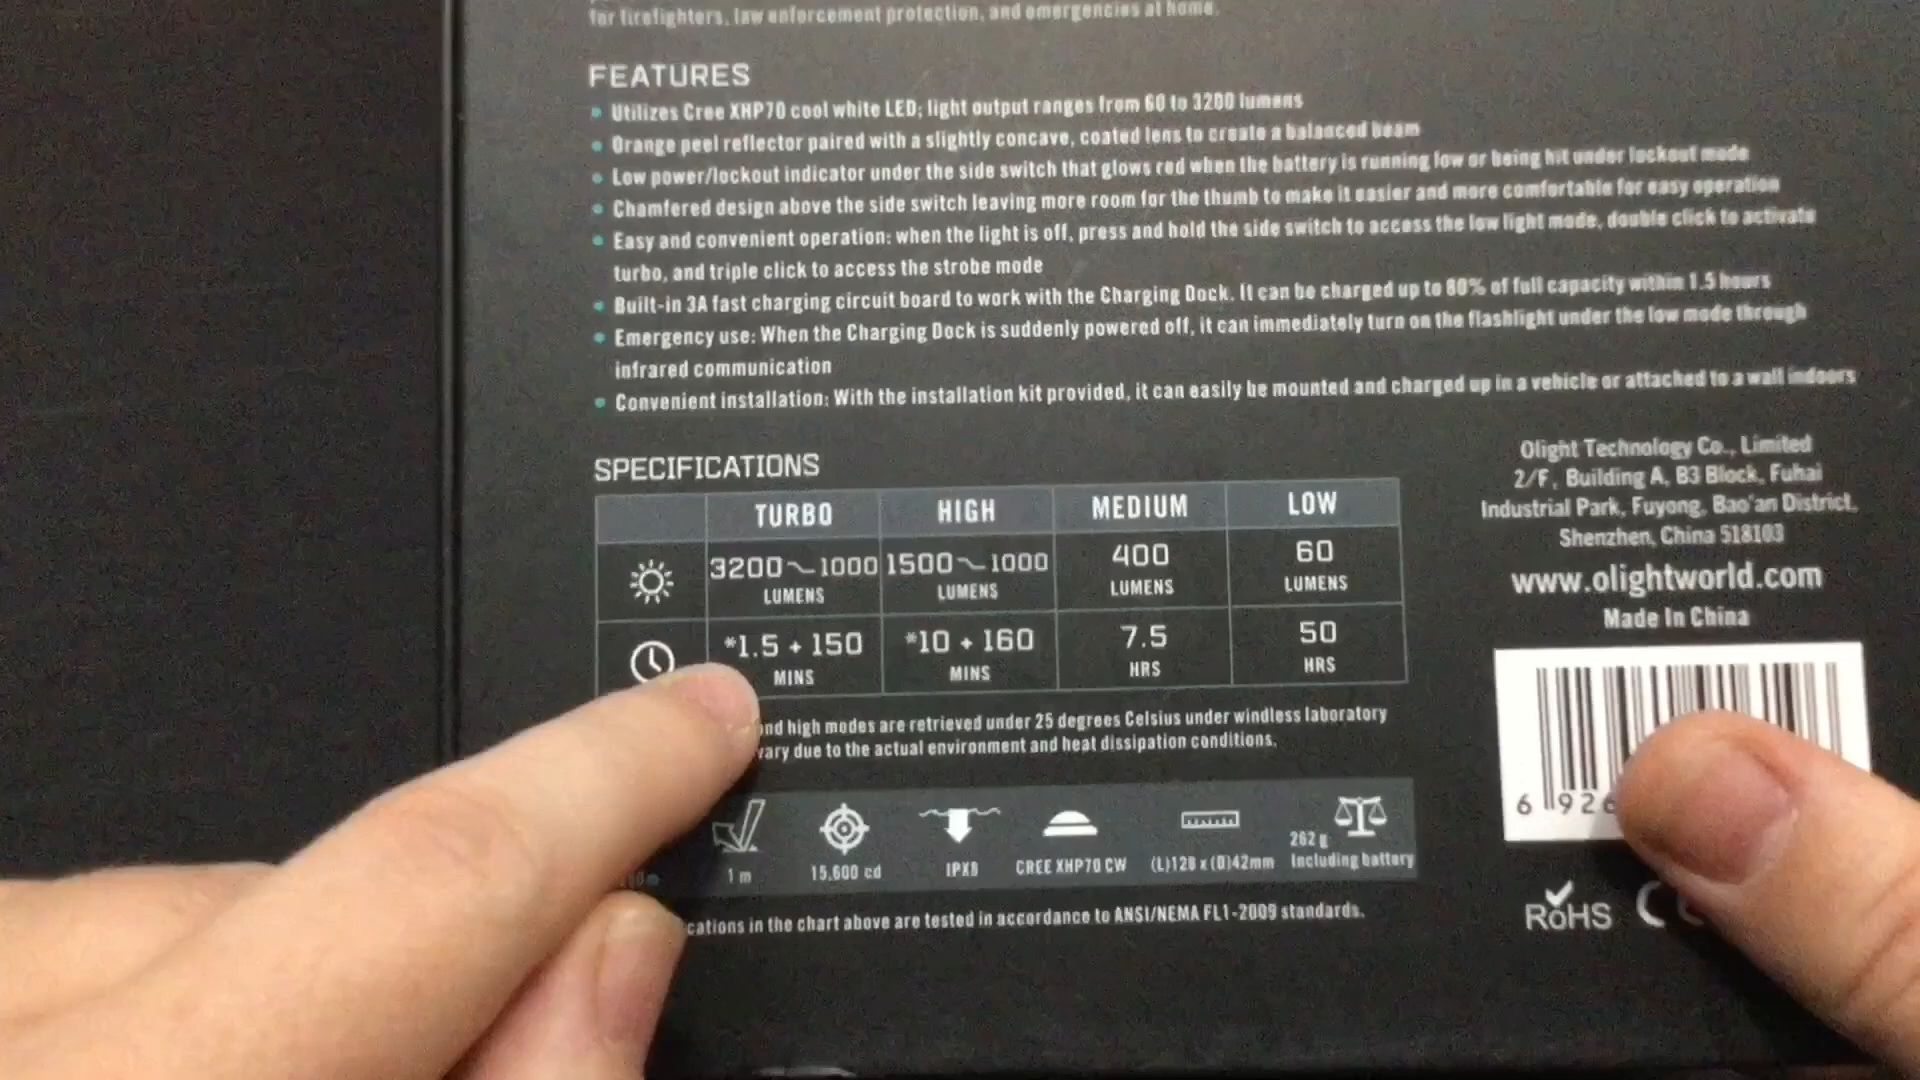 for firefighters, law enforcement protection, and emergencies at home.
FEATURES
• Utilizes Cree XHP70 cool white LED; light output ranges from 60 to 3200 lumens
• Orange peel reflector paired with a slightly concave, coated lens to create a balanced beam
• Low power/lockout indicator under the side switch that glows red when the battery is running low or being hit under lockout mode
• Chamfered design above the side switch leaving more room for the thumb to make it easier and more comfortable for easy operation
• Easy and convenient operation: when the light is off, press and hold the side switch to access the low light mode, double click to activate
turbo, and triple click to access the strobe mode
• Built-in 3A fast charging circuit board to work with the Charging Dock. It can be charged up to 80% of full capacity within 1.5 hours
• Emergency use: When the Charging Dock is suddenly powered off, it can immediately turn on the flashlight under the low mode through
infrared communication
• Convenient installation: With the installation kit provided, it can easily be mounted and charged up in a vehicle or attached to a wall indoors
SPECIFICATIONS
TURBO HIGH MEDIUM LOW
3200~1000 1500~1000 400 60
LUMENS LUMENS LUMENS LUMENS
*1.5 + 150 *10 + 160 7.5 50
MINS MINS HRS HRS
and high modes are retrieved under 25 degrees Celsius under windless laboratory
vary due to the actual environment and heat dissipation conditions.
1 m 15,600 cd IPX8 CREE XHP70 CW (L)128 x (D)42mm 262 g
Including battery
cations in the chart above are tested in accordance to ANSI/NEMA FL1-2009 standards.
Olight Technology Co., Limited
2/F, Building A, B3 Block, Fuhai
Industrial Park, Fuyong, Bao'an District,
Shenzhen, China 518103
www.olightworld.com
Made In China
6 926
RoHS